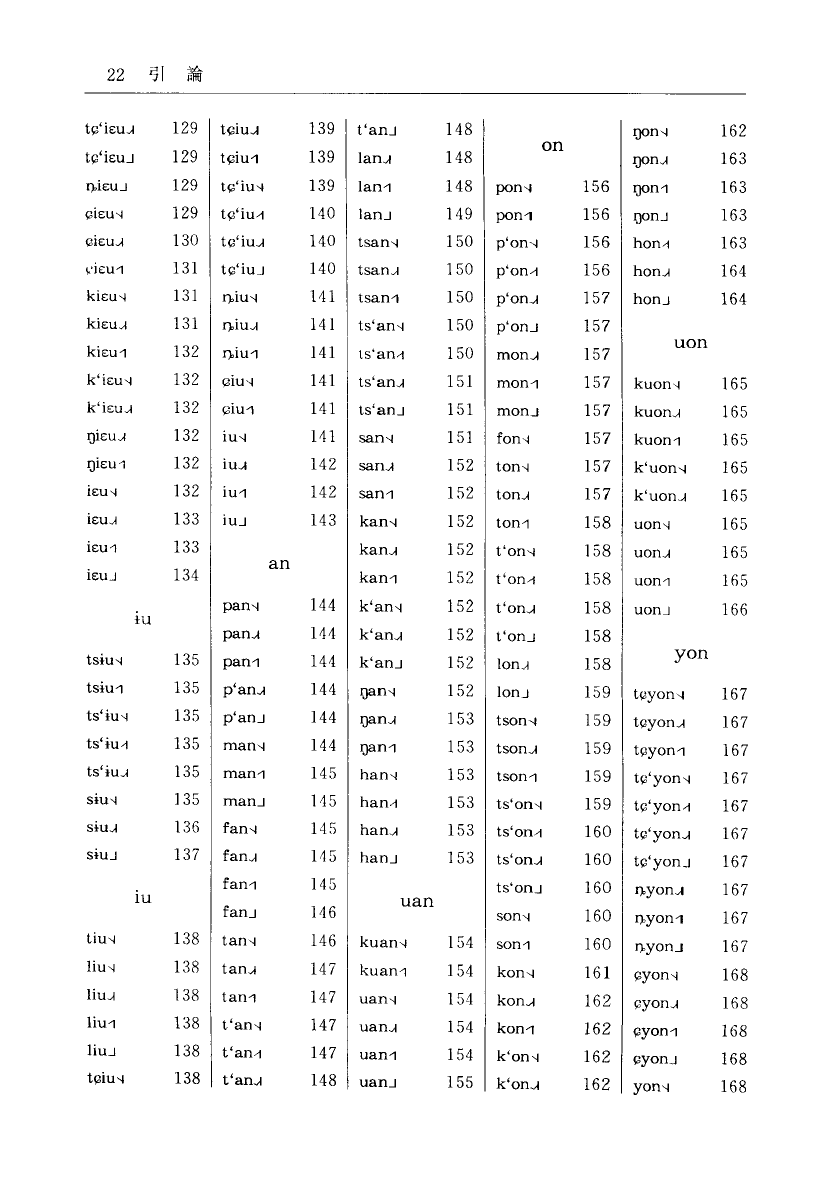 22 引 論
tɕʻiɛu˨˩ 129
tɕʻiɛu˩ 129
ȵiɛu˩ 129
ɕiɛu˦˨ 129
ɕiɛu˨˩ 130
ɕiɛu˦ 131
kiɛu˦˨ 131
kiɛu˨˩ 131
kiɛu˦ 132
kʻiɛu˦˨ 132
kʻiɛu˨˩ 132
ŋiɛu˨˩ 132
ŋiɛu˦ 132
iɛu˦˨ 132
iɛu˨˩ 133
iɛu˦ 133
iɛu˩ 134
ɨu
tsɨu˦˨ 135
tsɨu˦ 135
tsʻɨu˦˨ 135
tsʻɨu˨˦ 135
tsʻɨu˨˩ 135
sɨu˦˨ 135
sɨu˨˩ 136
sɨu˩ 137
iu
tiu˦˨ 138
liu˦˨ 138
liu˨˩ 138
liu˦ 138
liu˩ 138
tɕiu˦˨ 138
tɕiu˨˩ 139
tɕiu˦ 139
tɕʻiu˦˨ 139
tɕʻiu˨˦ 140
tɕʻiu˨˩ 140
tɕʻiu˩ 140
ȵiu˦˨ 141
ȵiu˨˩ 141
ȵiu˦ 141
ɕiu˦˨ 141
ɕiu˦ 141
iu˦˨ 141
iu˨˩ 142
iu˦ 142
iu˩ 143
an
pan˦˨ 144
pan˨˩ 144
pan˦ 144
pʻan˨˩ 144
pʻan˩ 144
man˦˨ 144
man˦ 145
man˩ 145
fan˦˨ 145
fan˨˩ 145
fan˦ 145
fan˩ 146
tan˦˨ 146
tan˨˩ 147
tan˦ 147
tʻan˦˨ 147
tʻan˨˦ 147
tʻan˨˩ 148
tʻan˩ 148
lan˨˩ 148
lan˦ 148
lan˩ 149
tsan˦˨ 150
tsan˨˩ 150
tsan˦ 150
tsʻan˦˨ 150
tsʻan˨˦ 150
tsʻan˨˩ 151
tsʻan˩ 151
san˦˨ 151
san˨˩ 152
san˦ 152
kan˦˨ 152
kan˨˩ 152
kan˦ 152
kʻan˦˨ 152
kʻan˨˩ 152
kʻan˩ 152
ŋan˦˨ 152
ŋan˨˩ 153
ŋan˦ 153
han˦˨ 153
han˨˦ 153
han˨˩ 153
han˩ 153
uan
kuan˦˨ 154
kuan˦ 154
uan˦˨ 154
uan˨˩ 154
uan˦ 154
uan˩ 155
on
pon˦˨ 156
pon˦ 156
pʻon˦˨ 156
pʻon˨˦ 156
pʻon˨˩ 157
pʻon˩ 157
mon˨˩ 157
mon˦ 157
mon˩ 157
fon˦˨ 157
ton˦˨ 157
ton˨˩ 157
ton˦ 158
tʻon˦˨ 158
tʻon˨˦ 158
tʻon˨˩ 158
tʻon˩ 158
lon˨˩ 158
lon˩ 159
tson˦˨ 159
tson˨˩ 159
tson˦ 159
tsʻon˦˨ 159
tsʻon˨˦ 160
tsʻon˨˩ 160
tsʻon˩ 160
son˦˨ 160
son˦ 160
kon˦˨ 161
kon˨˩ 162
kon˦ 162
kʻon˦˨ 162
kʻon˨˩ 162
ŋon˦˨ 162
ŋon˨˩ 163
ŋon˦ 163
ŋon˩ 163
hon˨˦ 163
hon˨˩ 164
hon˩ 164
uon
kuon˦˨ 165
kuon˨˩ 165
kuon˦ 165
kʻuon˦˨ 165
kʻuon˨˩ 165
uon˦˨ 165
uon˨˩ 165
uon˦ 165
uon˩ 166
yon
tɕyon˦˨ 167
tɕyon˨˩ 167
tɕyon˦ 167
tɕʻyon˦˨ 167
tɕʻyon˨˦ 167
tɕʻyon˨˩ 167
tɕʻyon˩ 167
ȵyon˨˩ 167
ȵyon˦ 167
ȵyon˩ 167
ɕyon˦˨ 168
ɕyon˨˩ 168
ɕyon˦ 168
ɕyon˩ 168
yon˦˨ 168